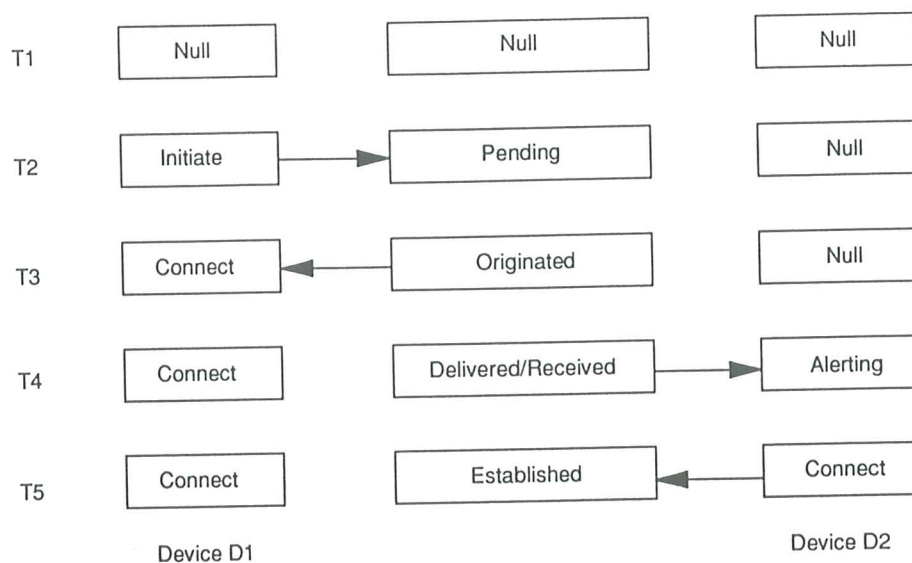 T1 Null Null Null
T2 Initiate Pending Null
T3 Connect Originated Null
T4 Connect Delivered/Received Alerting
T5 Connect Established Connect
Device D1 Device D2